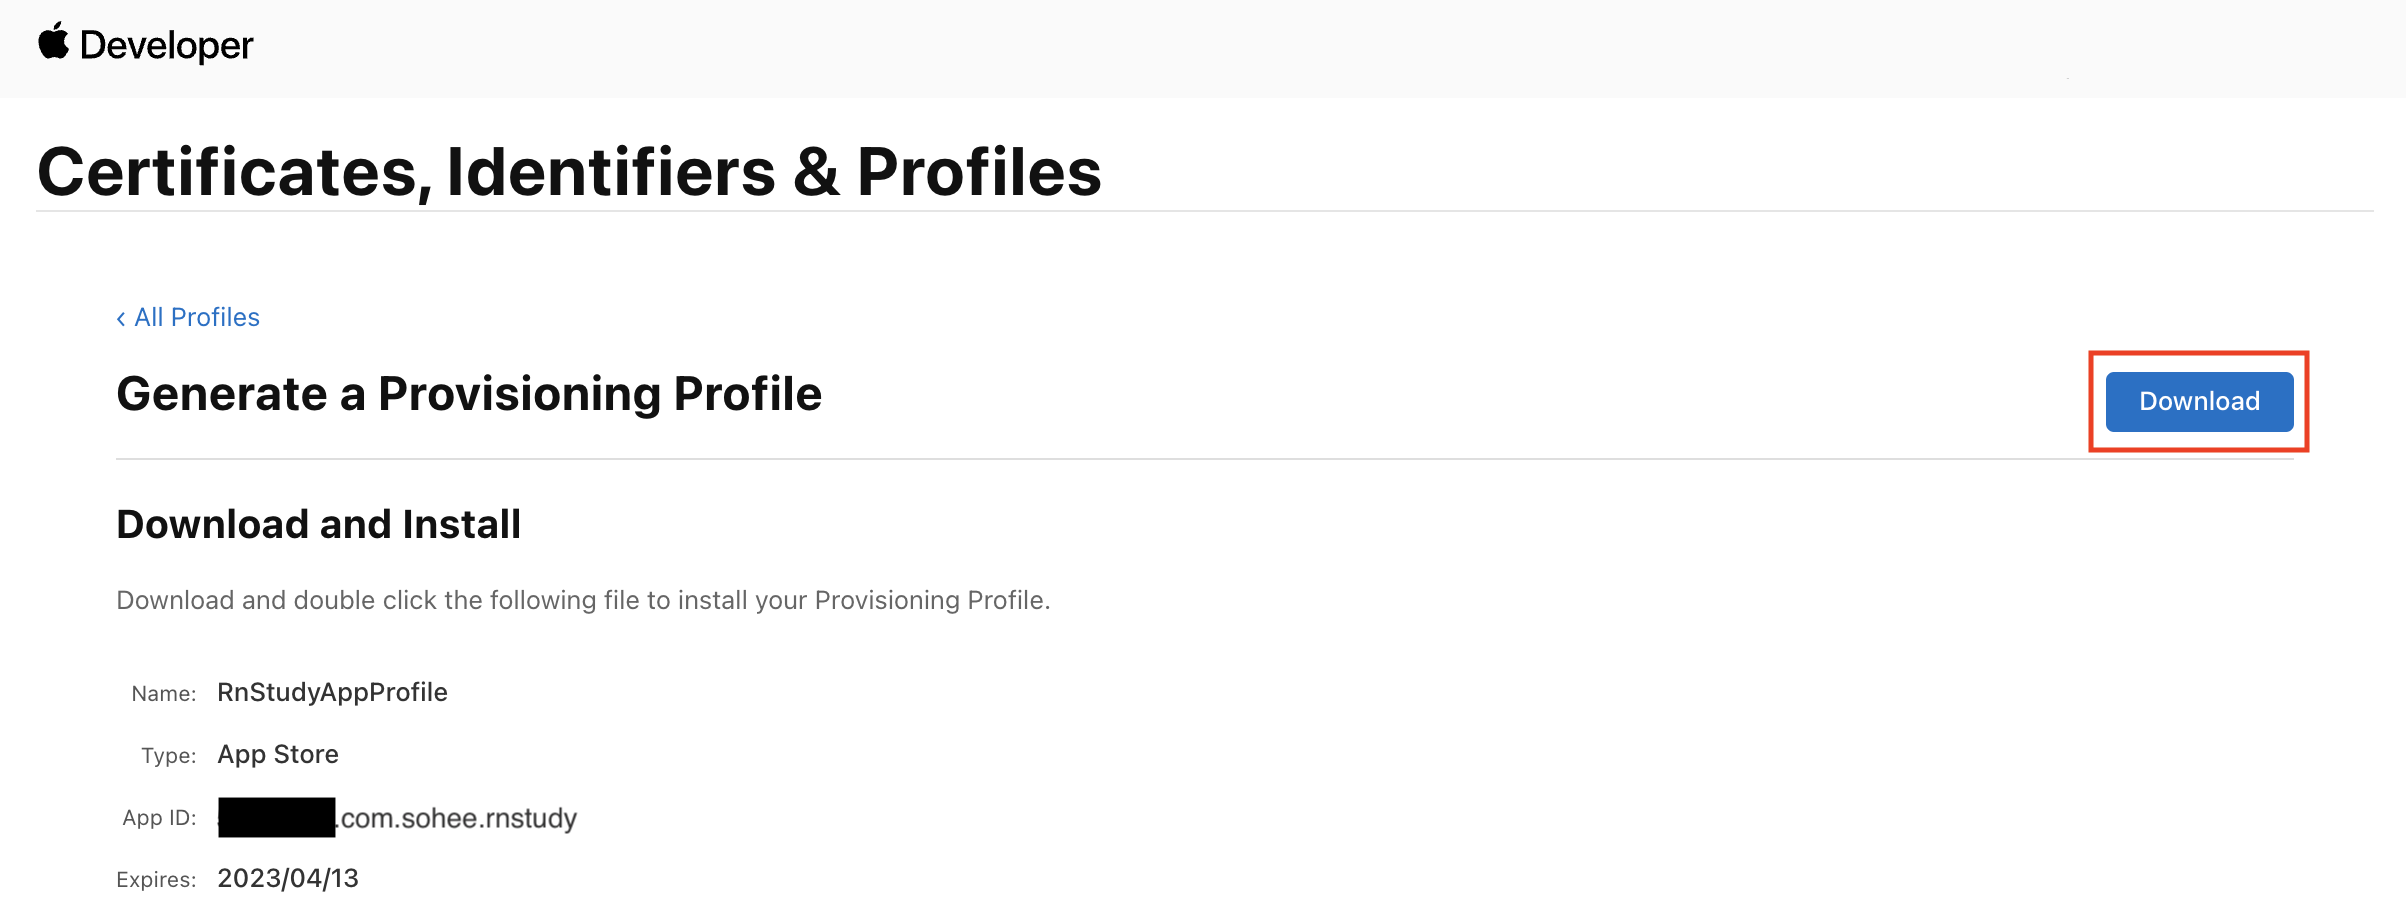 Developer
Certificates, Identifiers & Profiles
‹ All Profiles
Generate a Provisioning Profile
Download
Download and Install
Download and double click the following file to install your Provisioning Profile.
Name: RnStudyAppProfile
Type: App Store
App ID: .com.sohee.rnstudy
Expires: 2023/04/13